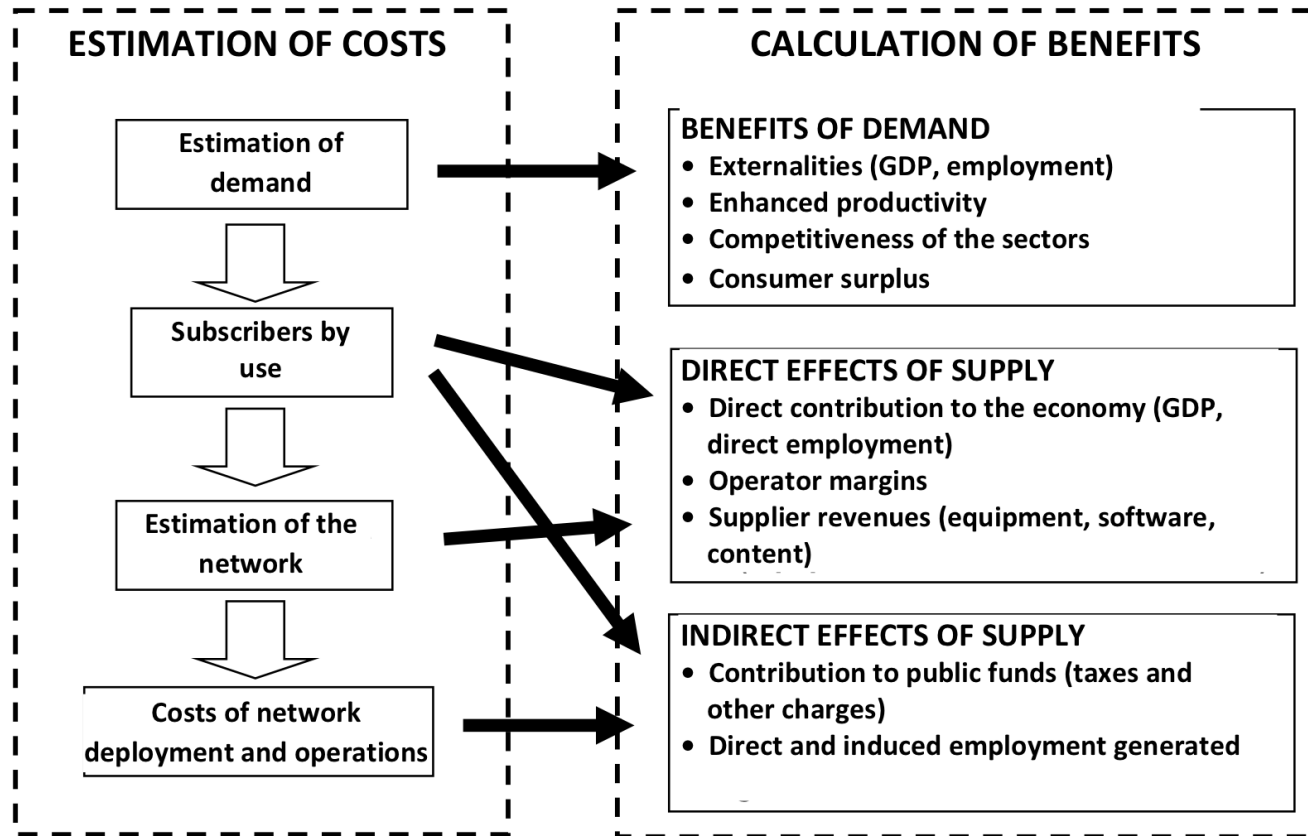 ESTIMATION OF COSTS
Estimation of
demand
Subscribers by
use
Estimation of the
network
Costs of network
deployment and operations
CALCULATION OF BENEFITS
BENEFITS OF DEMAND
• Externalities (GDP, employment)
• Enhanced productivity
• Competitiveness of the sectors
• Consumer surplus
DIRECT EFFECTS OF SUPPLY
• Direct contribution to the economy (GDP,
direct employment)
• Operator margins
• Supplier revenues (equipment, software,
content)
INDIRECT EFFECTS OF SUPPLY
• Contribution to public funds (taxes and
other charges)
• Direct and induced employment generated